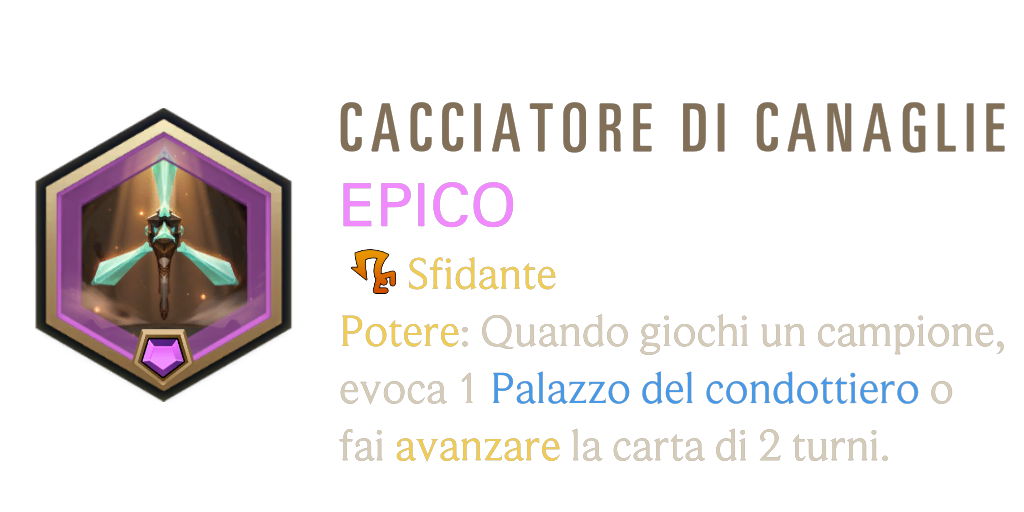 CACCIATORE DI CANAGLIE
EPICO
Sfidante
Potere: Quando giochi un campione,
evoca 1 Palazzo del condottiero o
fai avanzare la carta di 2 turni.